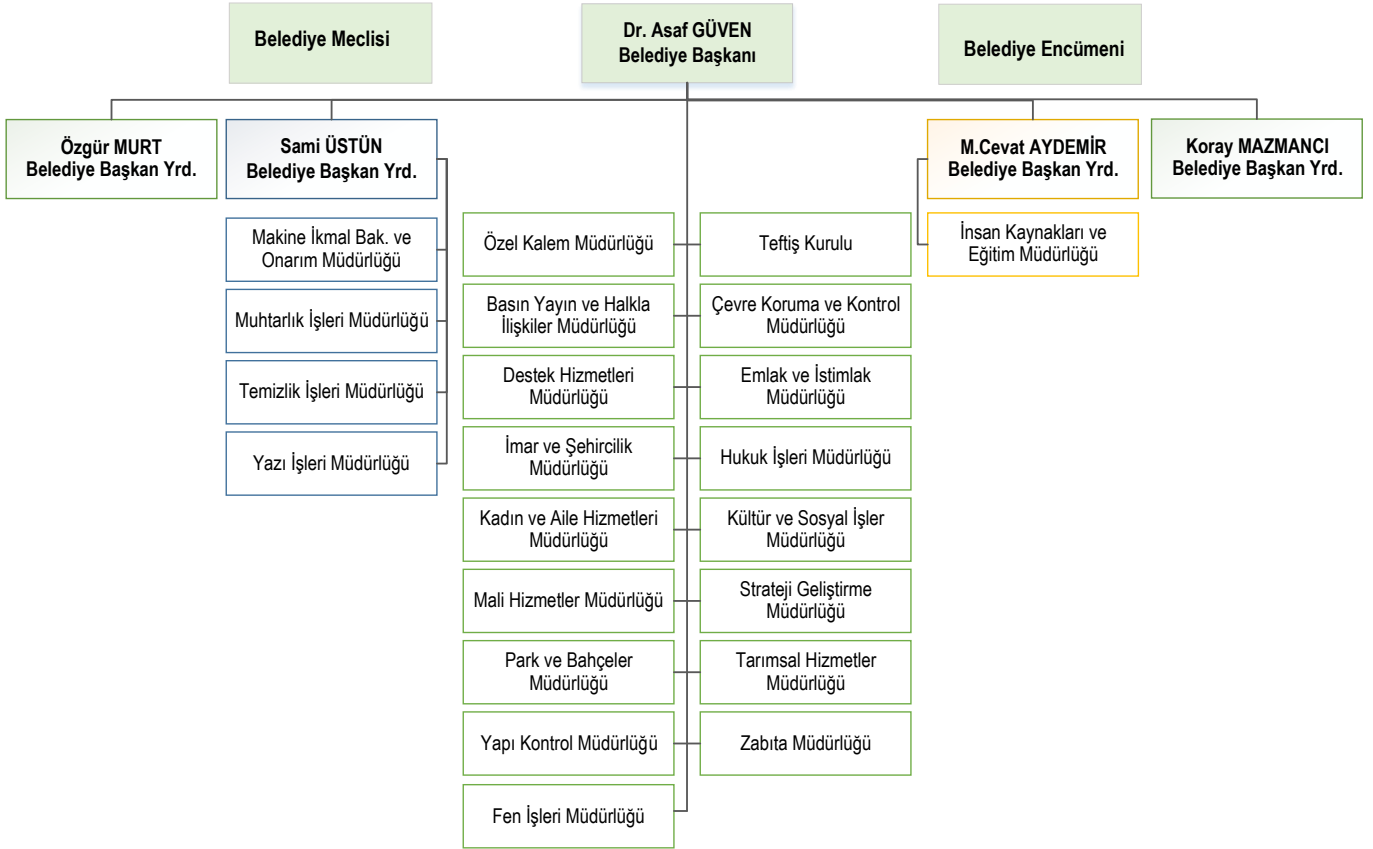 Belediye Meclisi
Dr. Asaf GÜVEN
Belediye Başkanı
Belediye Encümeni
Özgür MURT
Belediye Başkan Yrd.
Sami ÜSTÜN
Belediye Başkan Yrd.
M.Cevat AYDEMİR
Belediye Başkan Yrd.
Koray MAZMANCI
Belediye Başkan Yrd.
Makine İkmal Bak. ve
Onarım Müdürlüğü
Muhtarlık İşleri Müdürlüğü
Temizlik İşleri Müdürlüğü
Yazı İşleri Müdürlüğü
Özel Kalem Müdürlüğü
Basın Yayın ve Halkla
İlişkiler Müdürlüğü
Destek Hizmetleri
Müdürlüğü
İmar ve Şehircilik
Müdürlüğü
Kadın ve Aile Hizmetleri
Müdürlüğü
Mali Hizmetler Müdürlüğü
Park ve Bahçeler
Müdürlüğü
Yapı Kontrol Müdürlüğü
Fen İşleri Müdürlüğü
Teftiş Kurulu
Çevre Koruma ve Kontrol
Müdürlüğü
Emlak ve İstimlak
Müdürlüğü
Hukuk İşleri Müdürlüğü
Kültür ve Sosyal İşler
Müdürlüğü
Strateji Geliştirme
Müdürlüğü
Tarımsal Hizmetler
Müdürlüğü
Zabıta Müdürlüğü
İnsan Kaynakları ve
Eğitim Müdürlüğü